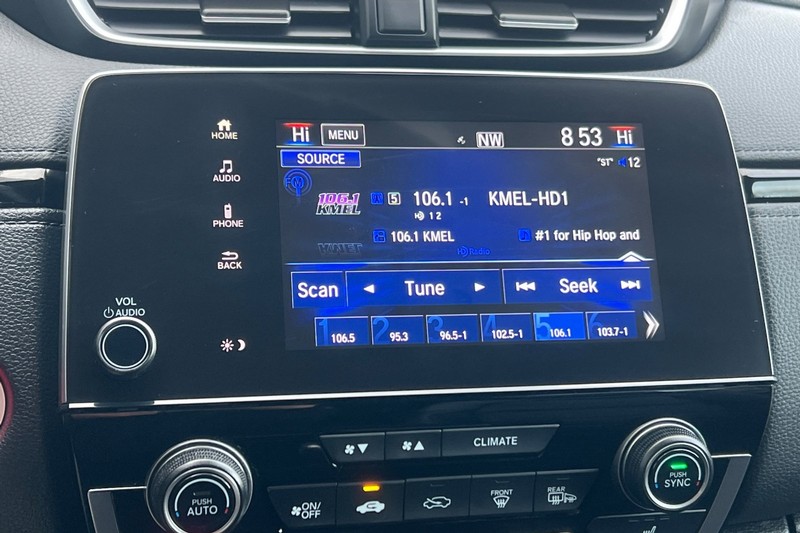 Hi MENU NW 8 53 Hi
HOME
SOURCE
"ST" 12
AUDIO
106.1 KMEL
5 106.1 -1 KMEL-HD1
HD 1 2
PHONE
106.1 KMEL #1 for Hip Hop and
HD Radio
BACK
Scan Tune Seek
VOL
AUDIO
1 106.5 2 95.3 3 96.5-1 4 102.5-1 5 106.1 6 103.7-1
CLIMATE
PUSH
AUTO
PUSH
SYNC
ON/
OFF
FRONT
REAR